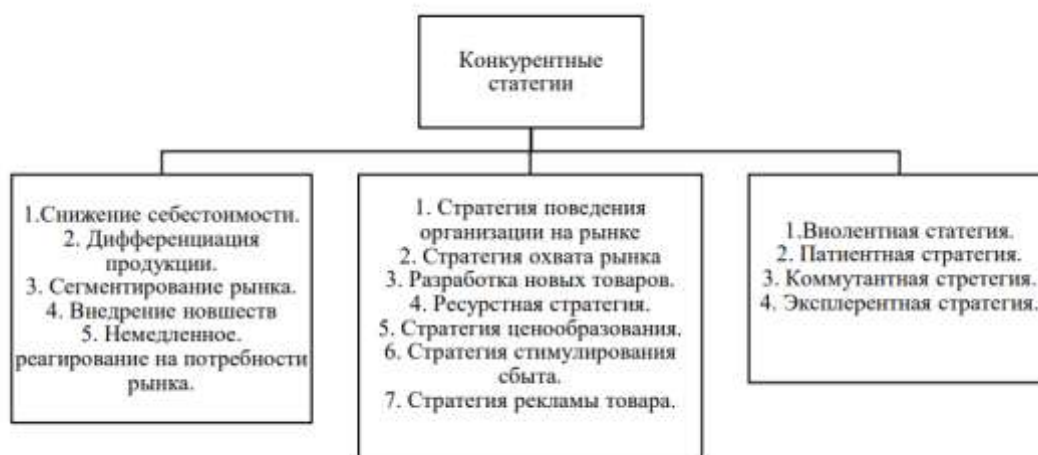 Конкурентные
статегии
1.Снижение себестоимости.
2. Дифференциация
продукции.
3. Сегментирование рынка.
4. Внедрение новшеств
5. Немедленное.
реагирование на потребности
рынка.
1. Стратегия поведения
организации на рынке
2. Стратегия охвата рынка
3. Разработка новых товаров.
4. Ресурстная стратегия.
5. Стратегия ценообразования.
6. Стратегия стимулирования
сбыта.
7. Стратегия рекламы товара.
1.Виолентная статегия.
2. Патиентная стратегия.
3. Коммутантная стретегия.
4. Эксплерентная стратегия.